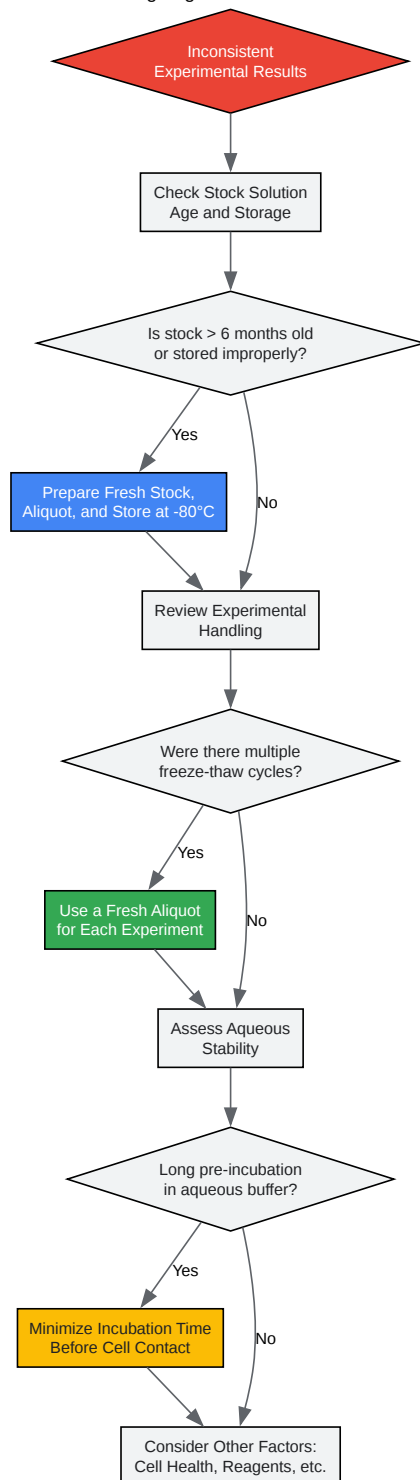 Inconsistent
Experimental Results
Check Stock Solution
Age and Storage
Is stock > 6 months old
or stored improperly?
Yes
No
Prepare Fresh Stock,
Aliquot, and Store at -80°C
Review Experimental
Handling
Were there multiple
freeze-thaw cycles?
Yes
No
Use a Fresh Aliquot
for Each Experiment
Assess Aqueous
Stability
Long pre-incubation
in aqueous buffer?
Yes
No
Minimize Incubation Time
Before Cell Contact
Consider Other Factors:
Cell Health, Reagents, etc.